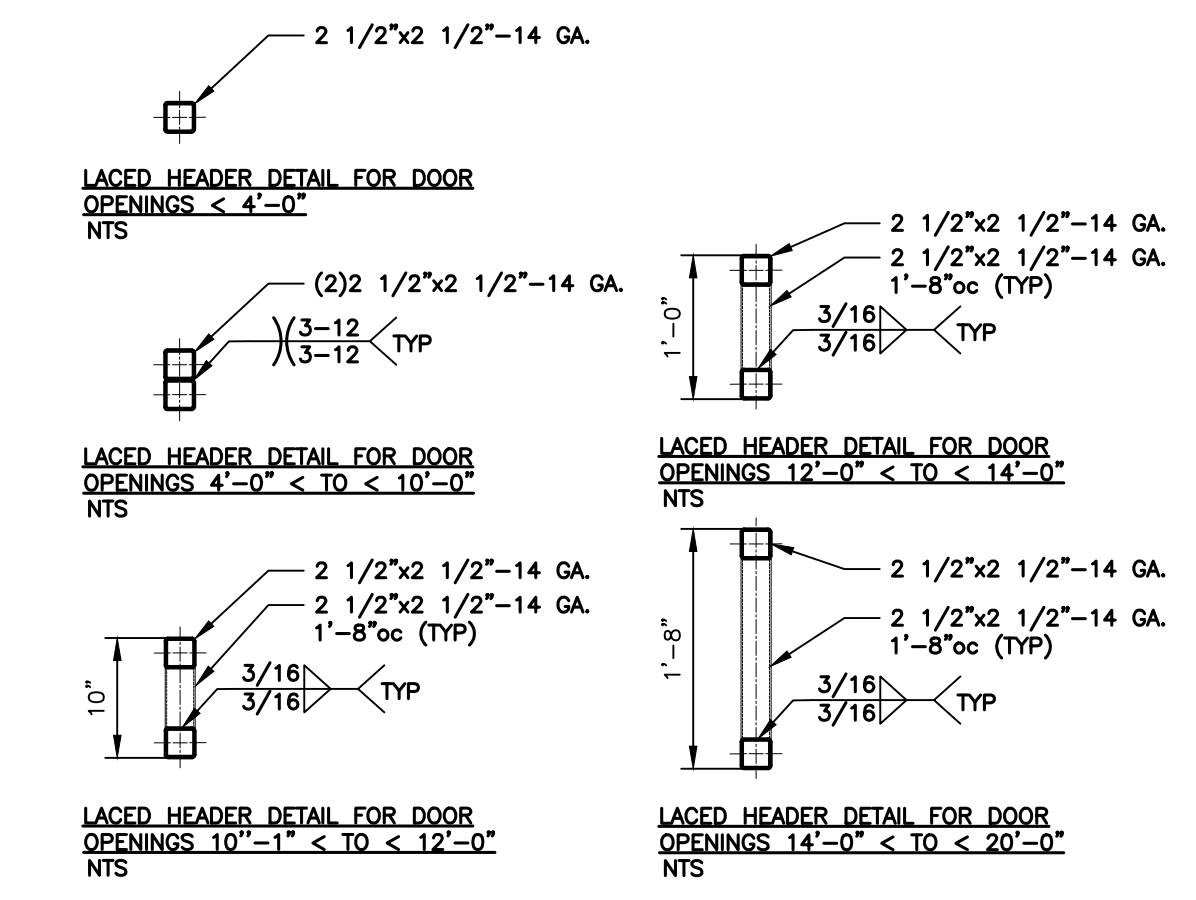 2 1/2"x2 1/2"-14 GA.
LACED HEADER DETAIL FOR DOOR
OPENINGS < 4'-0"
NTS
(2)2 1/2"x2 1/2"-14 GA.
3-12
3-12
TYP
LACED HEADER DETAIL FOR DOOR
OPENINGS 4'-0" < TO < 10'-0"
NTS
2 1/2"x2 1/2"-14 GA.
2 1/2"x2 1/2"-14 GA.
1'-8"oc (TYP)
3/16
3/16
TYP
10"
LACED HEADER DETAIL FOR DOOR
OPENINGS 10''-1" < TO < 12'-0"
NTS
2 1/2"x2 1/2"-14 GA.
2 1/2"x2 1/2"-14 GA.
1'-8"oc (TYP)
3/16
3/16
TYP
1'-0"
LACED HEADER DETAIL FOR DOOR
OPENINGS 12'-0" < TO < 14'-0"
NTS
2 1/2"x2 1/2"-14 GA.
2 1/2"x2 1/2"-14 GA.
1'-8"oc (TYP)
3/16
3/16
TYP
1'-8"
LACED HEADER DETAIL FOR DOOR
OPENINGS 14'-0" < TO < 20'-0"
NTS